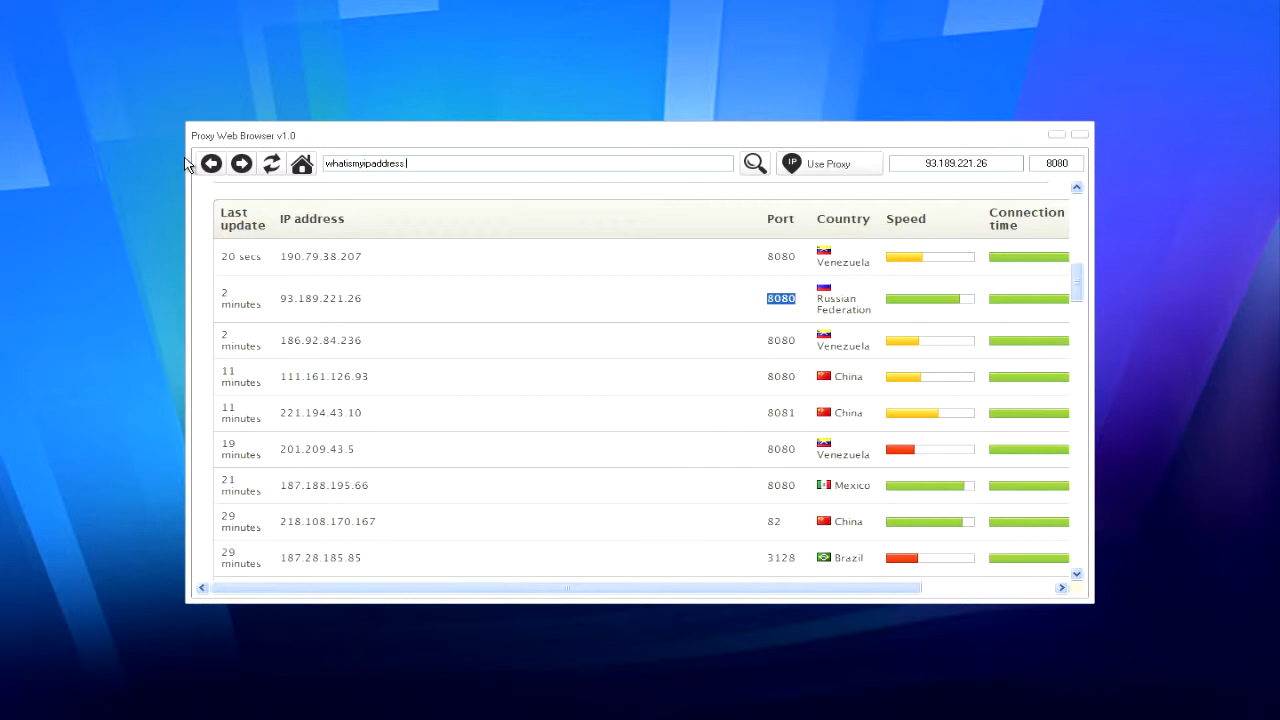 Proxy Web Browser v1.0
whatismyipaddress.
IP
Use Proxy
93.189.221.26
8080
Last update
IP address
Port
Country
Speed
Connection time
20 secs
190.79.38.207
8080
Venezuela
2 minutes
93.189.221.26
8080
Russian Federation
2 minutes
186.92.84.236
8080
Venezuela
11 minutes
111.161.126.93
8080
China
11 minutes
221.194.43.10
8081
China
19 minutes
201.209.43.5
8080
Venezuela
21 minutes
187.188.195.66
8080
Mexico
29 minutes
218.108.170.167
82
China
29 minutes
187.28.185.85
3128
Brazil